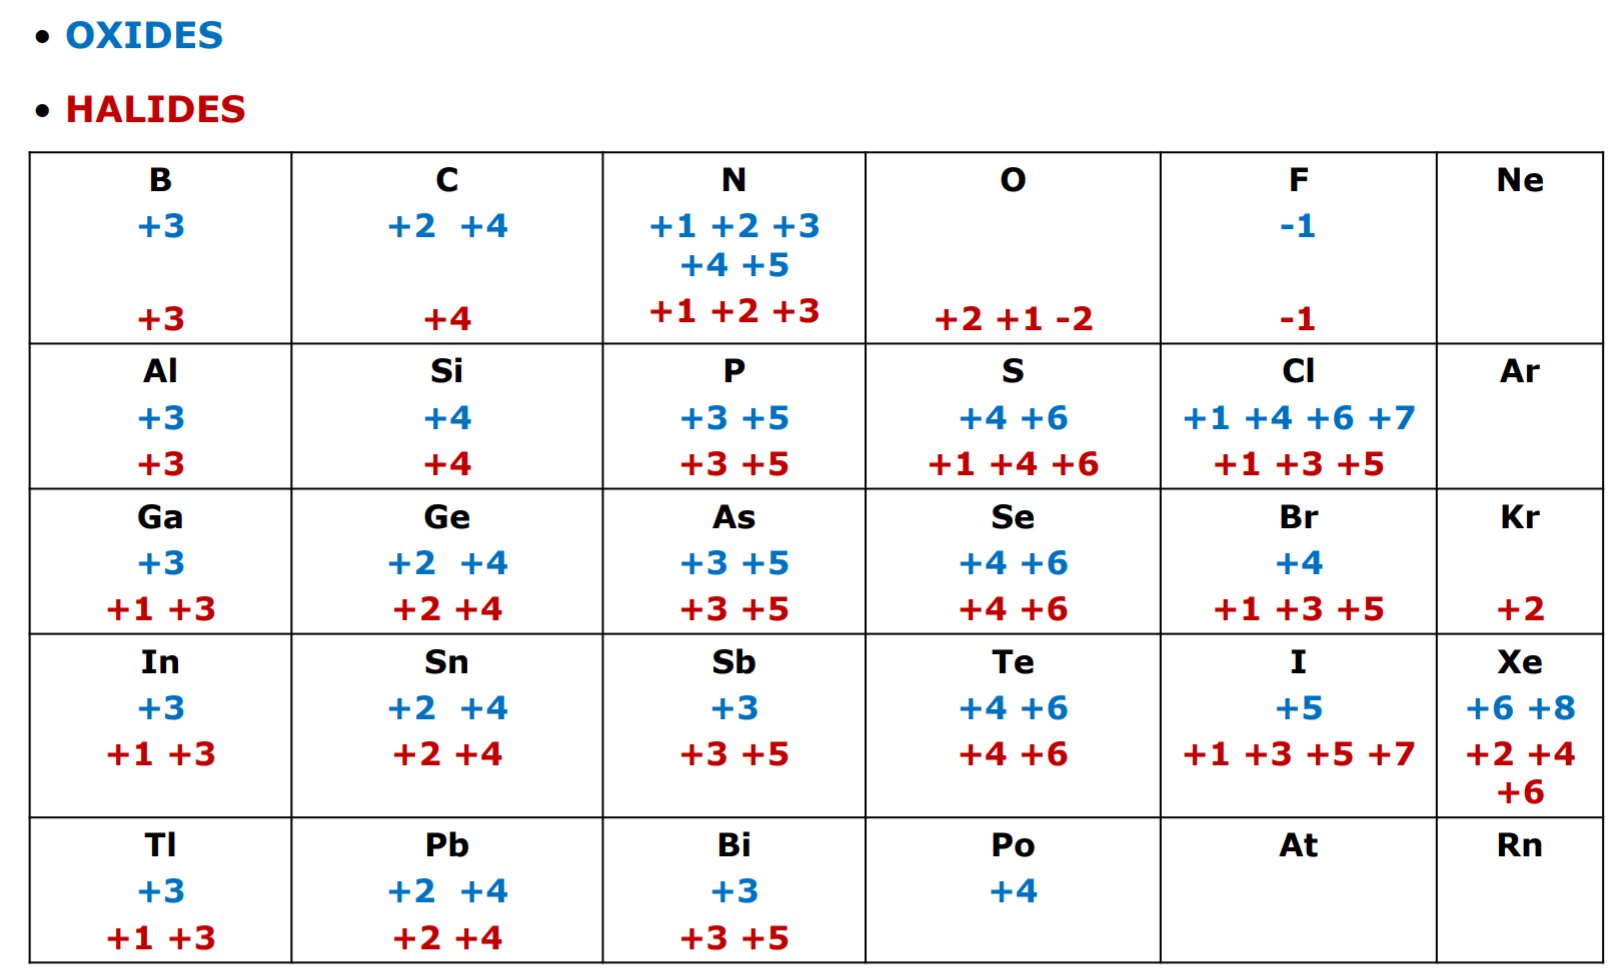 • OXIDES
• HALIDES
B C N O F Ne
+3 +2 +4 +1 +2 +3 -1
+4 +5
+3 +4 +1 +2 +3 +2 +1 -2 -1
Al Si P S Cl Ar
+3 +4 +3 +5 +4 +6 +1 +4 +6 +7
+3 +4 +3 +5 +1 +4 +6 +1 +3 +5
Ga Ge As Se Br Kr
+3 +2 +4 +3 +5 +4 +6 +4
+1 +3 +2 +4 +3 +5 +4 +6 +1 +3 +5 +2
In Sn Sb Te I Xe
+3 +2 +4 +3 +4 +6 +5 +6 +8
+1 +3 +2 +4 +3 +5 +4 +6 +1 +3 +5 +7 +2 +4
+6
Tl Pb Bi Po At Rn
+3 +2 +4 +3 +4
+1 +3 +2 +4 +3 +5